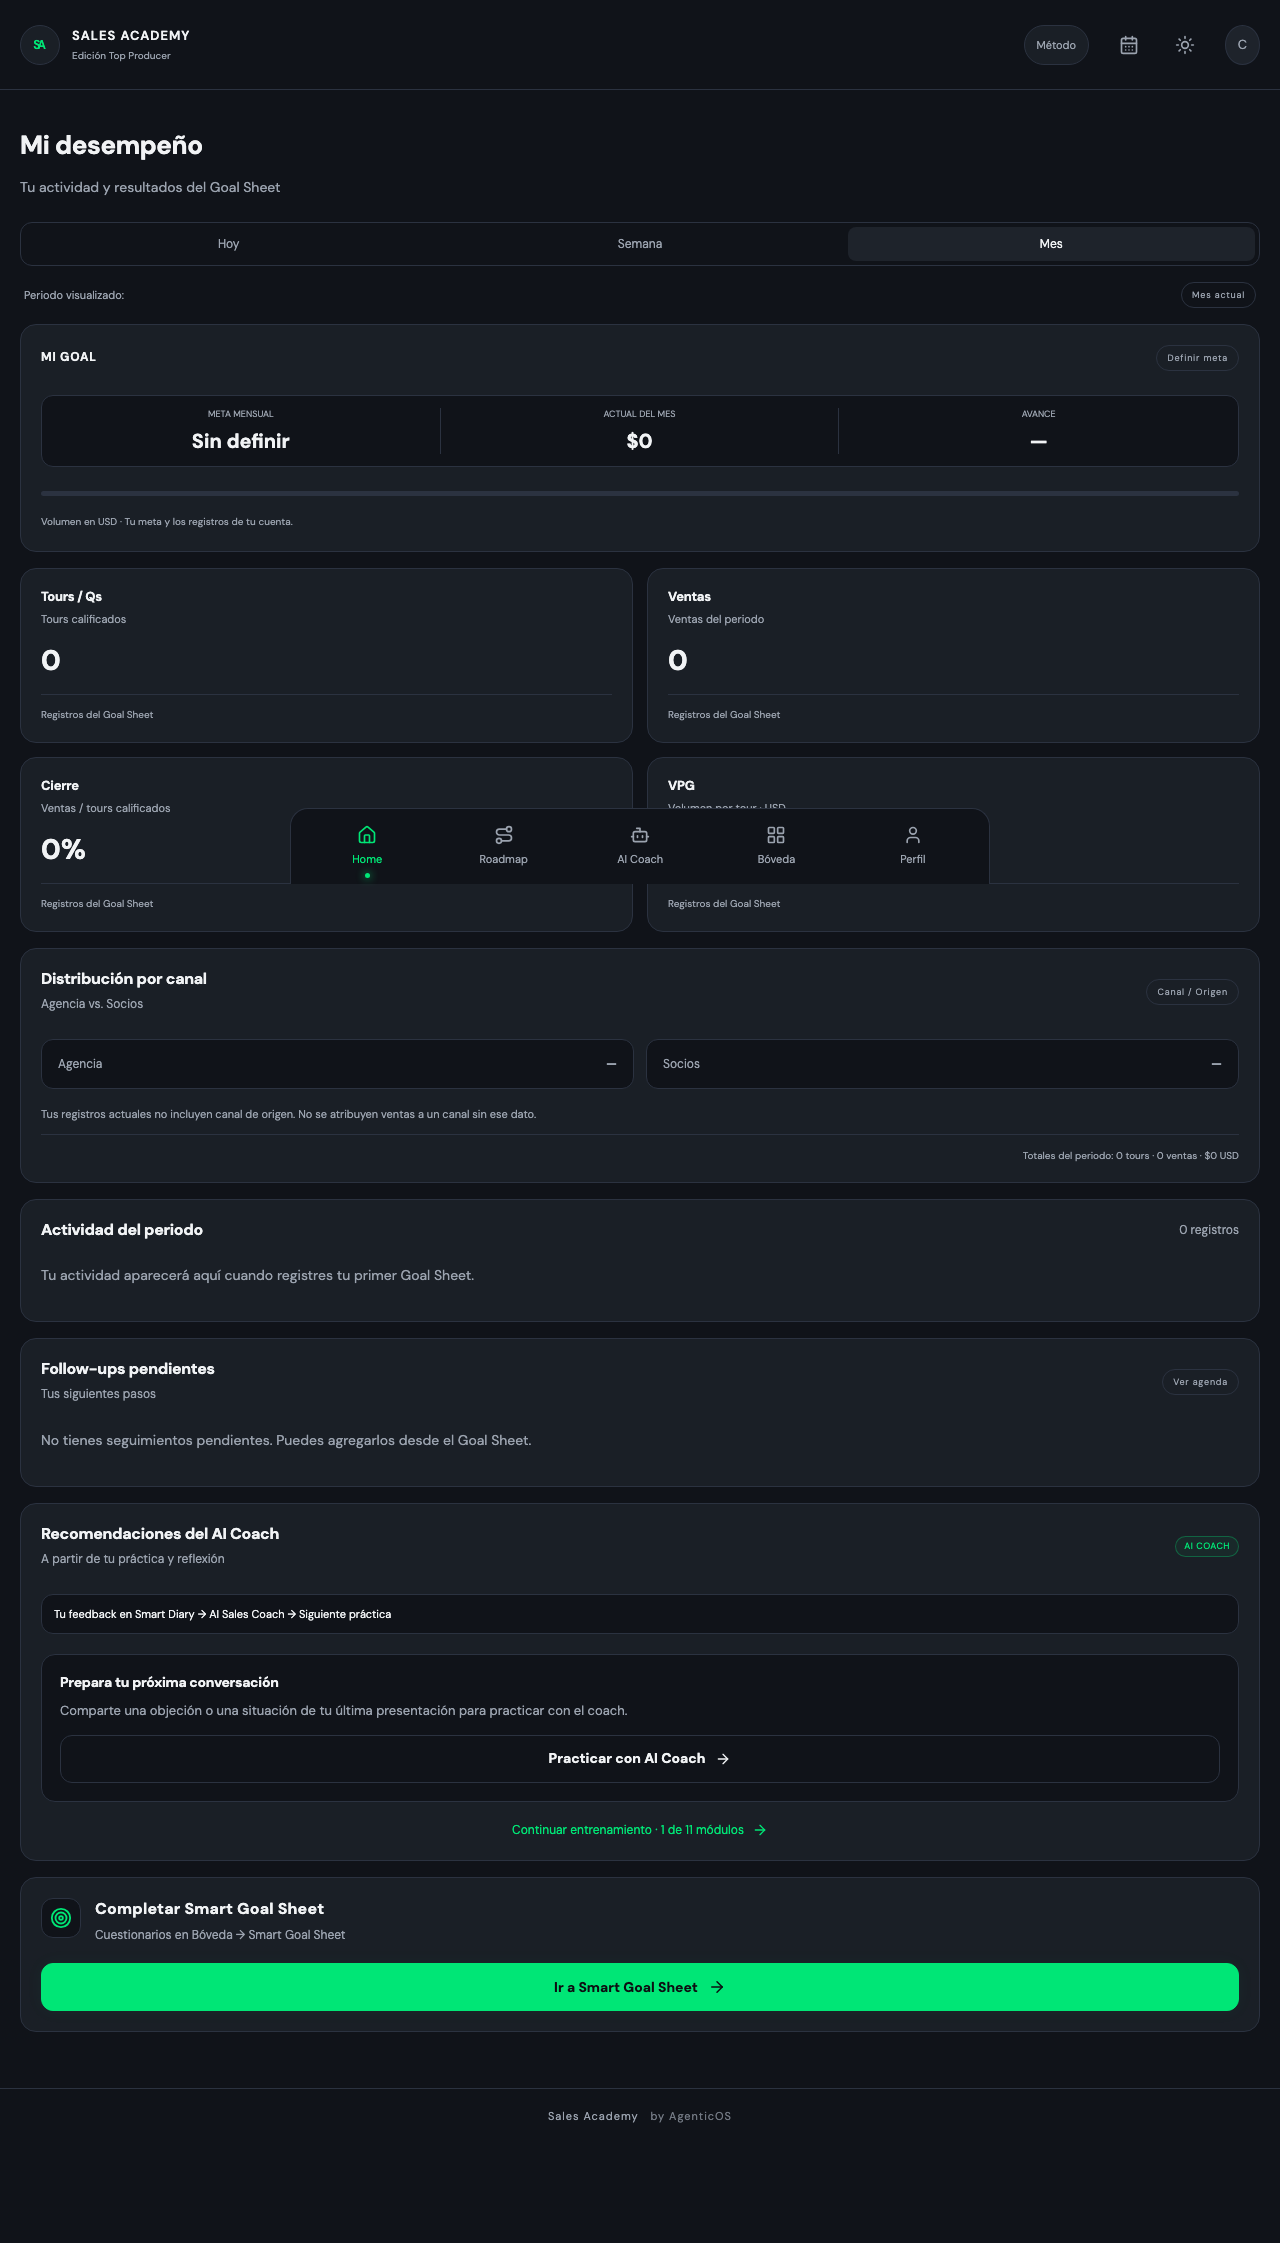 SA
SALES ACADEMY
Edición Top Producer
Método
C
Mi desempeño
Tu actividad y resultados del Goal Sheet
Hoy
Semana
Mes
Periodo visualizado:
Mes actual
MI GOAL
Definir meta
META MENSUAL
Sin definir
ACTUAL DEL MES
$0
AVANCE
—
Volumen en USD · Tu meta y los registros de tu cuenta.
Tours / Qs
Tours calificados
0
Registros del Goal Sheet
Ventas
Ventas del periodo
0
Registros del Goal Sheet
Cierre
Ventas / tours calificados
0%
Registros del Goal Sheet
VPG
Volumen por tour · USD
Registros del Goal Sheet
Home
Roadmap
AI Coach
Bóveda
Perfil
Distribución por canal
Agencia vs. Socios
Canal / Origen
Agencia —
Socios —
Tus registros actuales no incluyen canal de origen. No se atribuyen ventas a un canal sin ese dato.
Totales del periodo: 0 tours · 0 ventas · $0 USD
Actividad del periodo
0 registros
Tu actividad aparecerá aquí cuando registres tu primer Goal Sheet.
Follow-ups pendientes
Tus siguientes pasos
Ver agenda
No tienes seguimientos pendientes. Puedes agregarlos desde el Goal Sheet.
Recomendaciones del AI Coach
A partir de tu práctica y reflexión
AI COACH
Tu feedback en Smart Diary → AI Sales Coach → Siguiente práctica
Prepara tu próxima conversación
Comparte una objeción o una situación de tu última presentación para practicar con el coach.
Practicar con AI Coach →
Continuar entrenamiento · 1 de 11 módulos →
Completar Smart Goal Sheet
Cuestionarios en Bóveda → Smart Goal Sheet
Ir a Smart Goal Sheet →
Sales Academy by AgenticOS